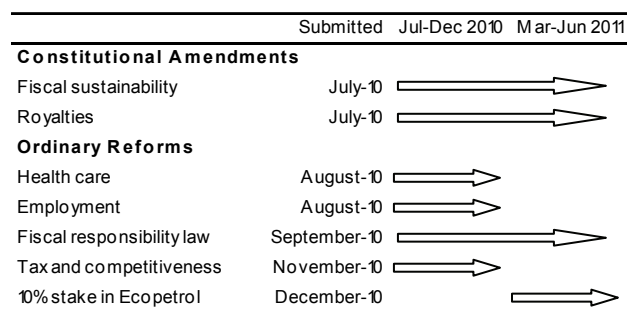 Submitted Jul-Dec 2010 Mar-Jun 2011
Constitutional Amendments
Fiscal sustainability July-10
Royalties July-10
Ordinary Reforms
Health care August-10
Employment August-10
Fiscal responsibility law September-10
Tax and competitiveness November-10
10% stake in Ecopetrol December-10